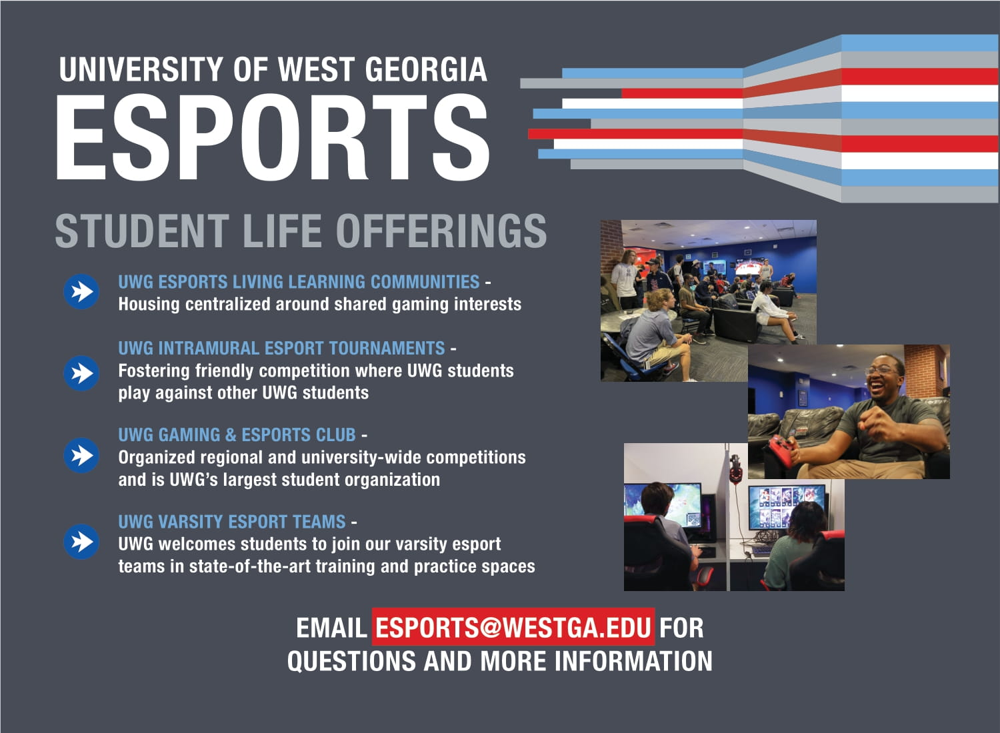 UNIVERSITY OF WEST GEORGIA
ESPORTS
STUDENT LIFE OFFERINGS
UWG ESPORTS LIVING LEARNING COMMUNITIES -
Housing centralized around shared gaming interests
UWG INTRAMURAL ESPORT TOURNAMENTS -
Fostering friendly competition where UWG students
play against other UWG students
UWG GAMING & ESPORTS CLUB -
Organized regional and university-wide competitions
and is UWG's largest student organization
UWG VARSITY ESPORT TEAMS -
UWG welcomes students to join our varsity esport
teams in state-of-the-art training and practice spaces
EMAIL ESPORTS@WESTGA.EDU FOR
QUESTIONS AND MORE INFORMATION